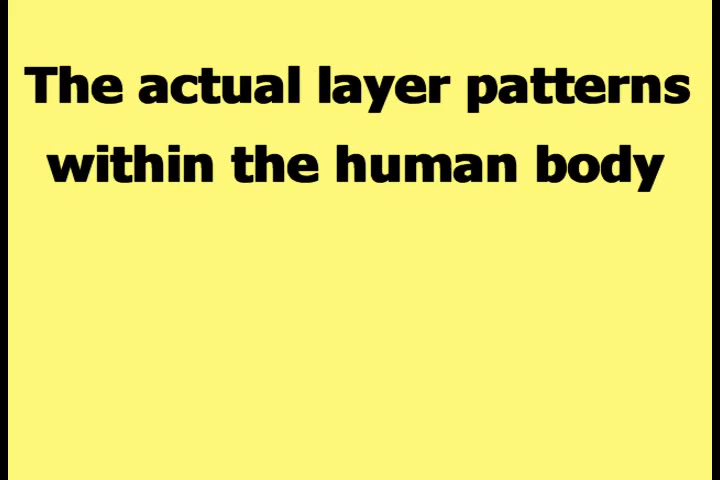 The actual layer patterns
within the human body